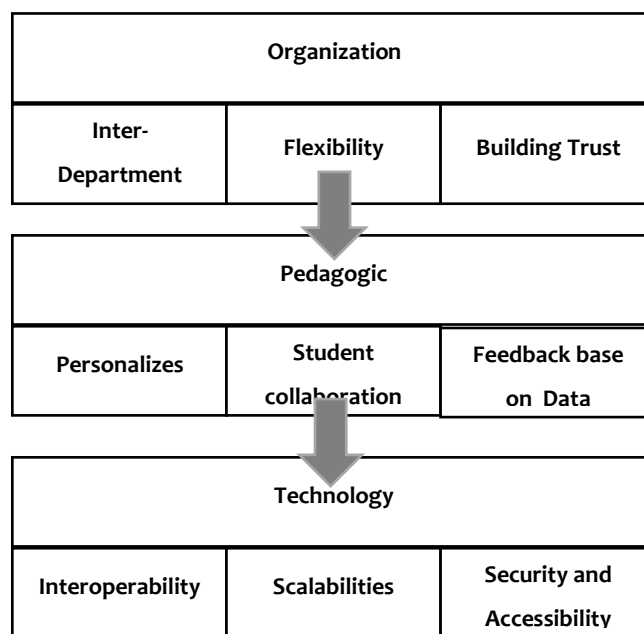 Organization
Inter-
Department
Flexibility
Building Trust
Pedagogic
Personalizes
Student
collaboration
Feedback base
on Data
Technology
Interoperability
Scalabilities
Security and
Accessibility